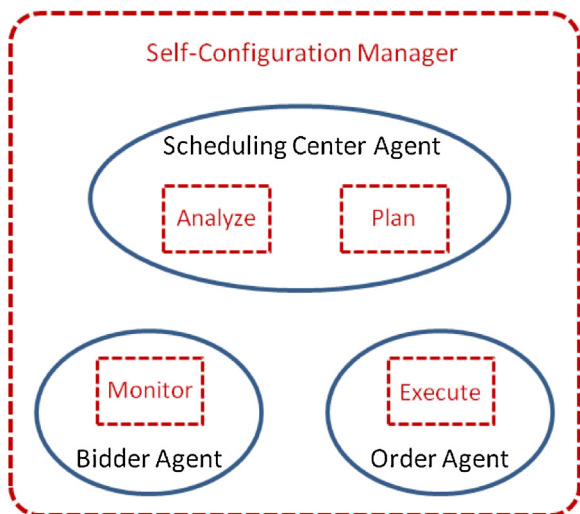 Self-Configuration Manager
Scheduling Center Agent
Analyze
Plan
Monitor
Execute
Bidder Agent
Order Agent